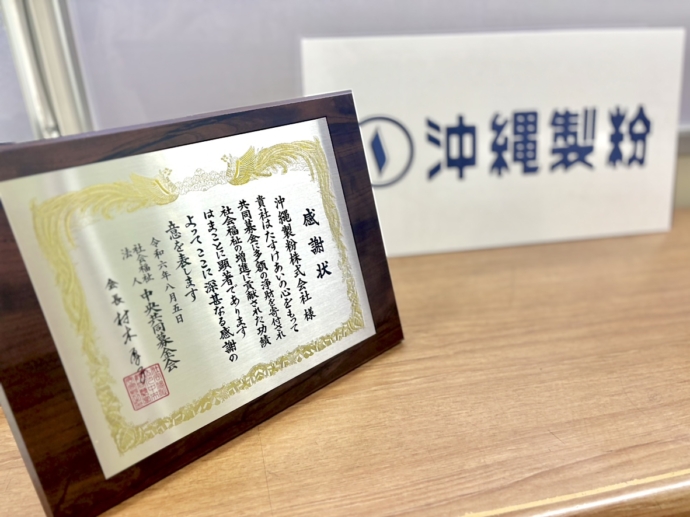 感謝状
沖縄製粉株式会社 様
貴社はたすけあいの心をもって
共同募金に多額の浄財を寄付され
社会福祉の増進に貢献された功績
はまことに顕著であります
よってここに深甚なる感謝の
意を表します
令和六年八月五日
社会福祉法人 中央共同募金会
会長 村木
沖縄製粉